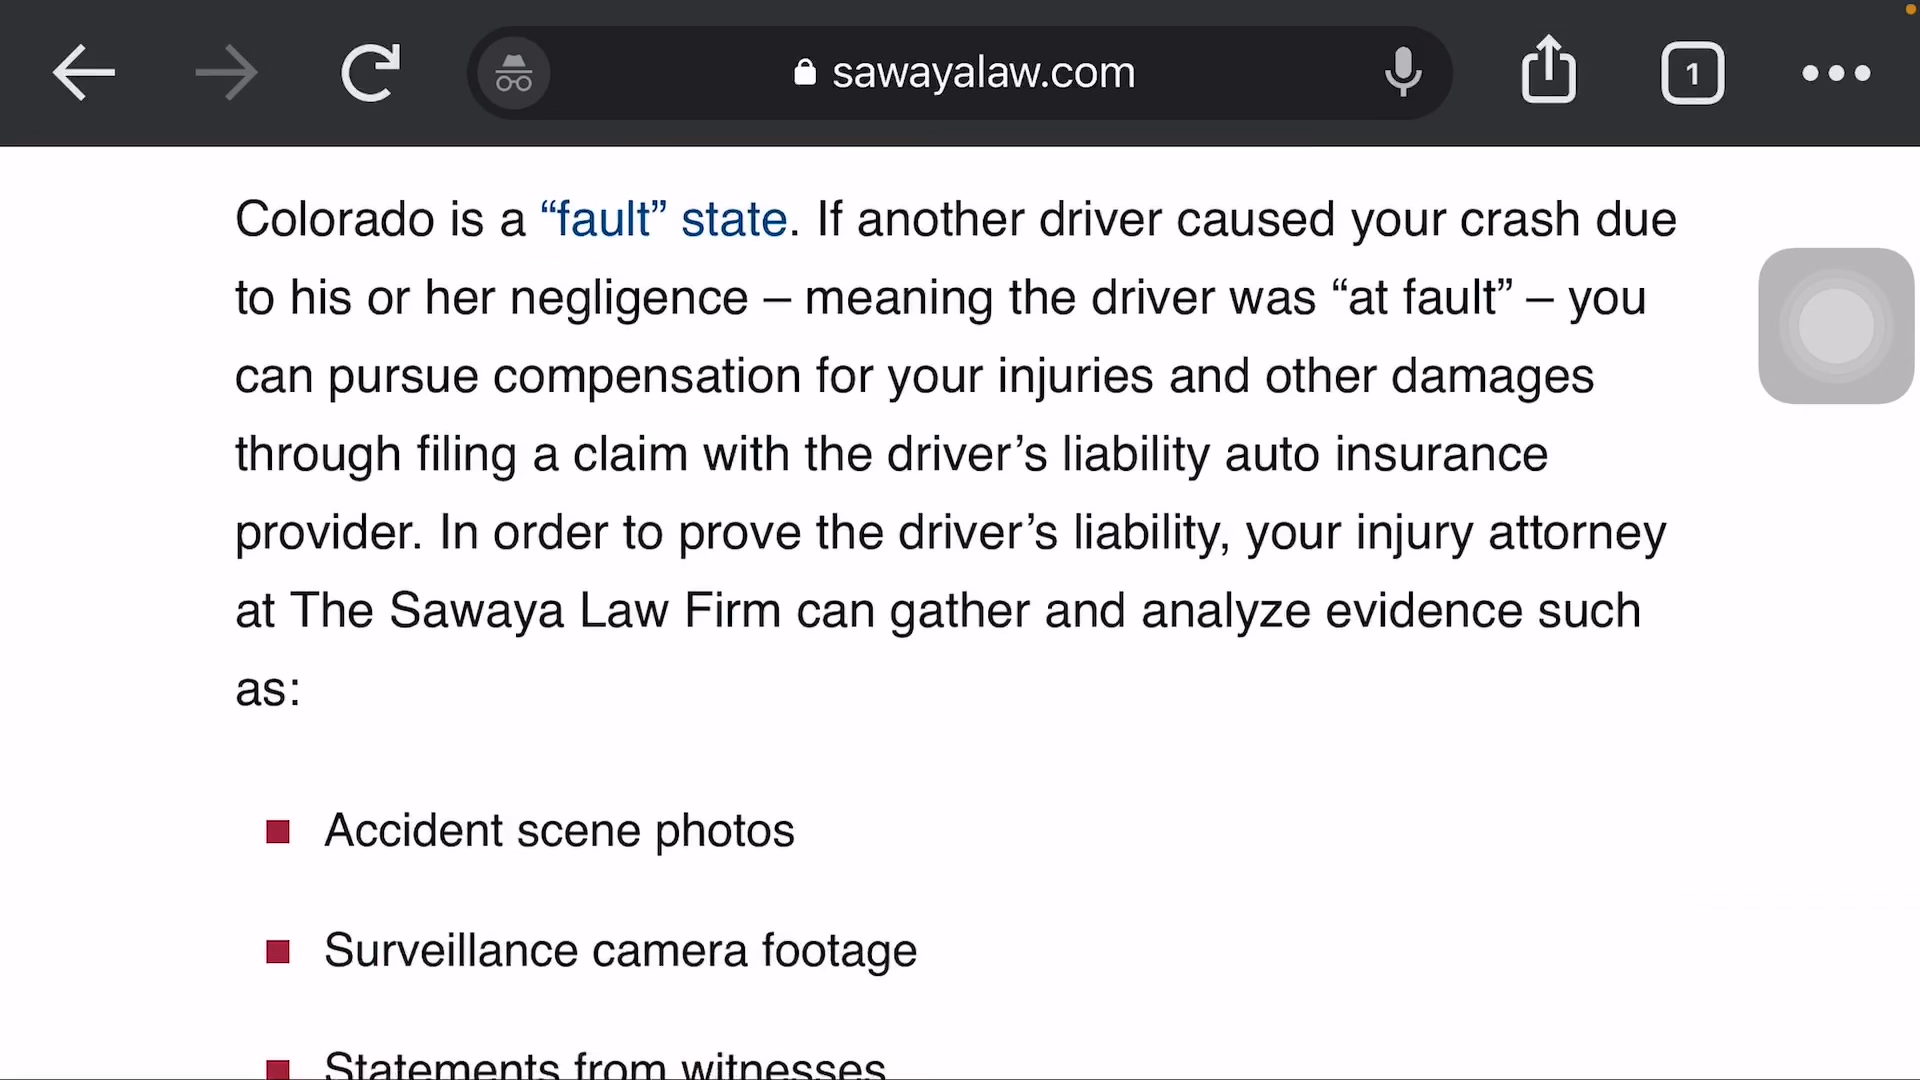 sawayalaw.com
1
Colorado is a “fault” state. If another driver caused your crash due
to his or her negligence – meaning the driver was “at fault” – you
can pursue compensation for your injuries and other damages
through filing a claim with the driver’s liability auto insurance
provider. In order to prove the driver’s liability, your injury attorney
at The Sawaya Law Firm can gather and analyze evidence such
as:
Accident scene photos
Surveillance camera footage
Statements from witnesses